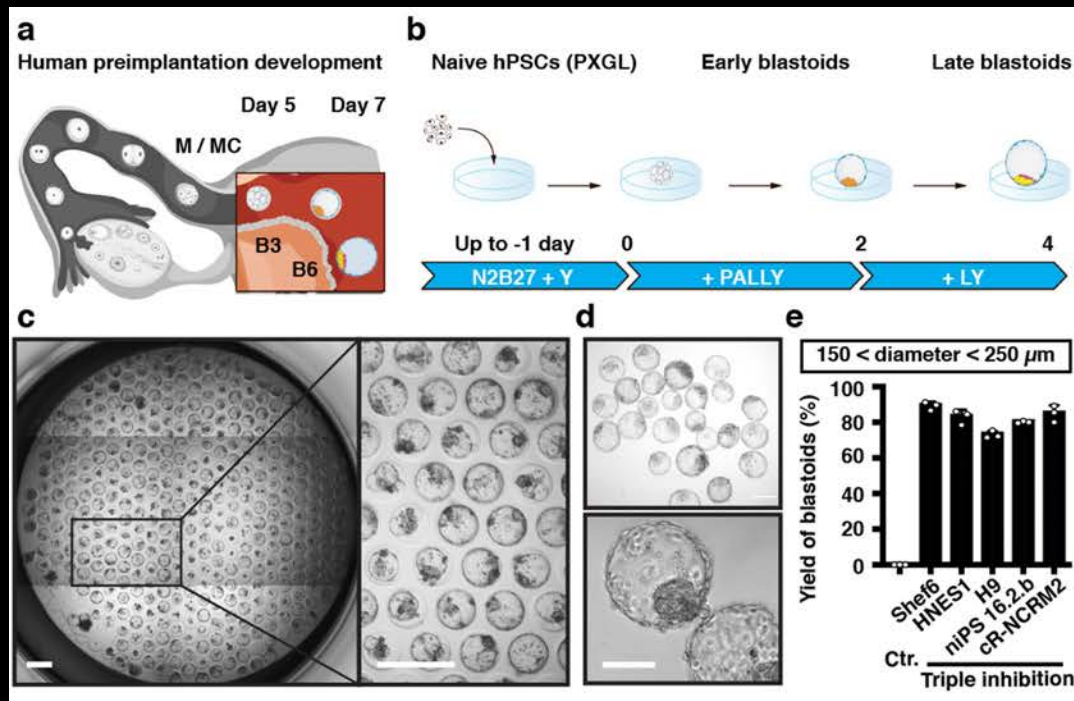 a
Human preimplantation development
Day 5 Day 7
M / MC
B3
B6
b
Naive hPSCs (PXGL) Early blastoids Late blastoids
Up to -1 day 0 2 4
N2B27 + Y + PALLY + LY
c
d
e
150 < diameter < 250 µm
Yield of blastoids (%)
100
80
60
40
20
0
Ctr.
Shef6
HNES1
H9
niPS 16.2.b
cR-NCRM2
Triple inhibition